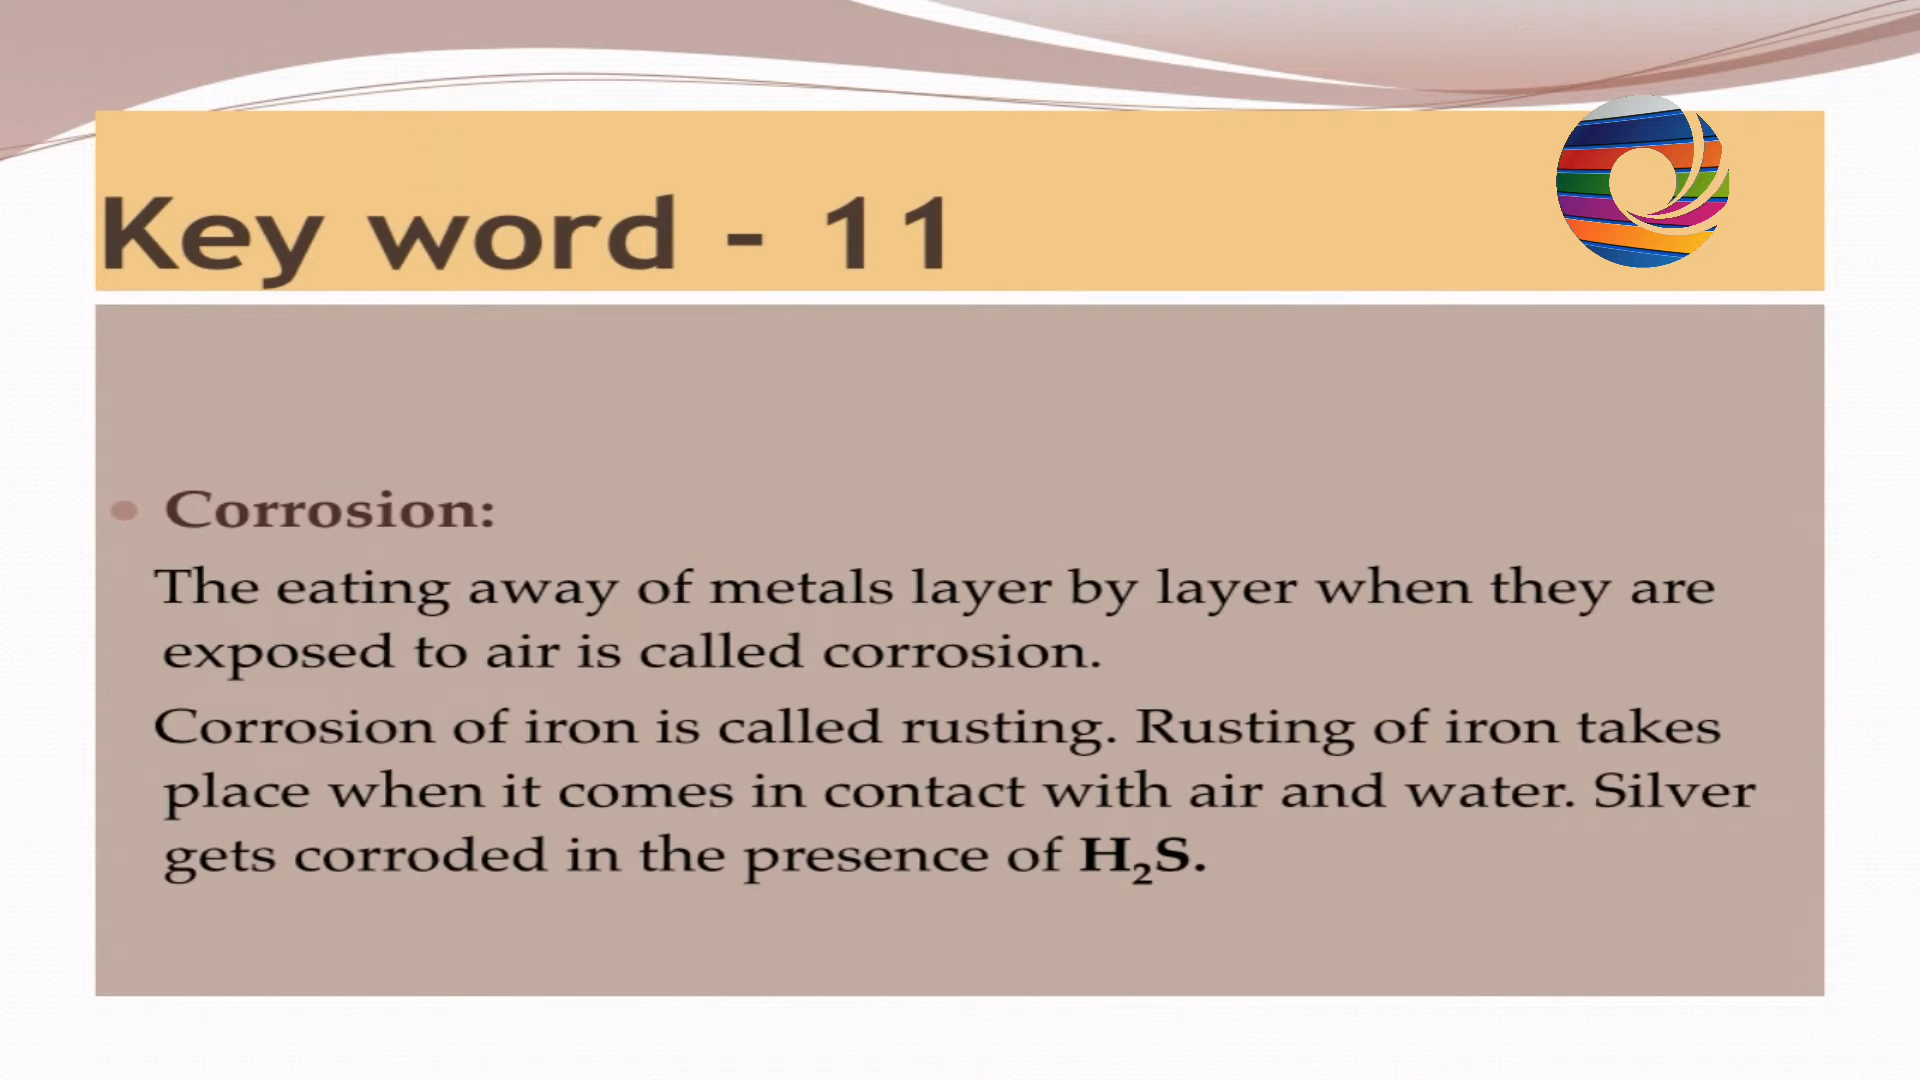 Key word - 11
• Corrosion:
The eating away of metals layer by layer when they are
exposed to air is called corrosion.
Corrosion of iron is called rusting. Rusting of iron takes
place when it comes in contact with air and water. Silver
gets corroded in the presence of H₂S.